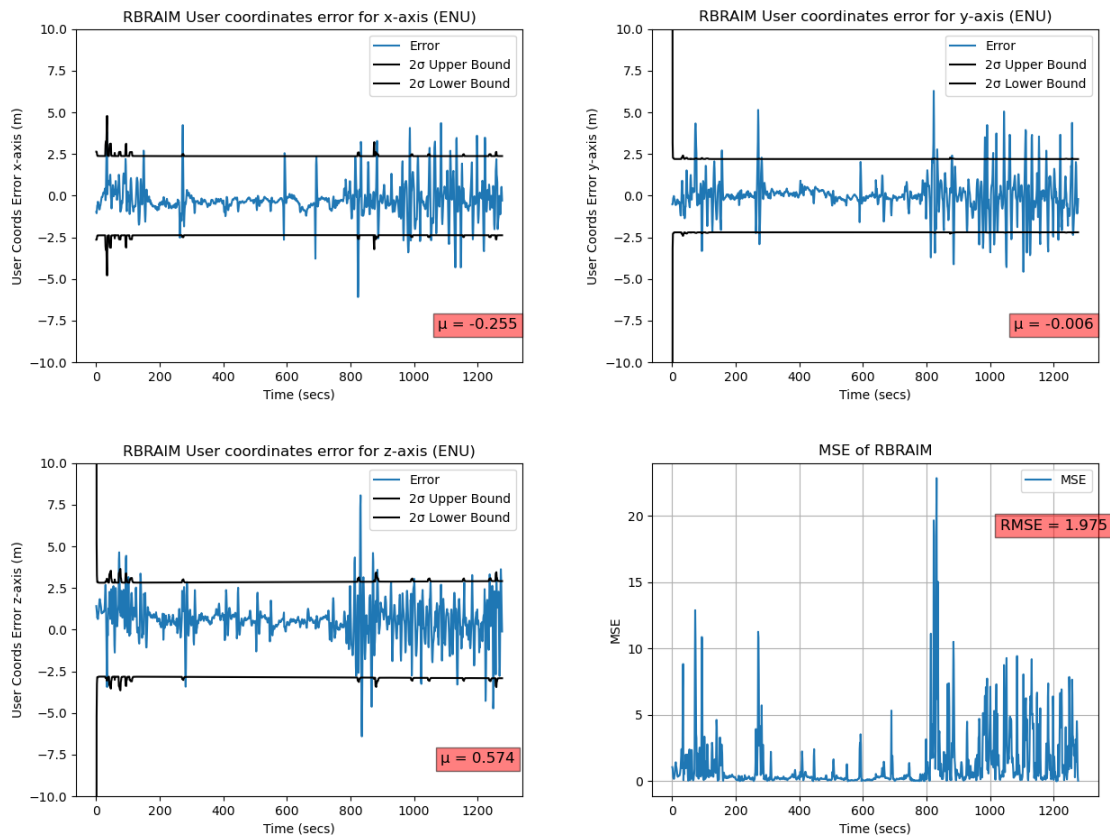 RBRAIM User coordinates error for x-axis (ENU)
User Coords Error x-axis (m)
10.0
7.5
5.0
2.5
0.0
−2.5
−5.0
−7.5
−10.0
Error
2σ Upper Bound
2σ Lower Bound
μ = -0.255
0 200 400 600 800 1000 1200
Time (secs)
RBRAIM User coordinates error for y-axis (ENU)
User Coords Error y-axis (m)
10.0
7.5
5.0
2.5
0.0
−2.5
−5.0
−7.5
−10.0
Error
2σ Upper Bound
2σ Lower Bound
μ = -0.006
0 200 400 600 800 1000 1200
Time (secs)
RBRAIM User coordinates error for z-axis (ENU)
User Coords Error z-axis (m)
10.0
7.5
5.0
2.5
0.0
−2.5
−5.0
−7.5
−10.0
Error
2σ Upper Bound
2σ Lower Bound
μ = 0.574
0 200 400 600 800 1000 1200
Time (secs)
MSE of RBRAIM
MSE
20
15
10
5
0
MSE
RMSE = 1.975
0 200 400 600 800 1000 1200
Time (secs)